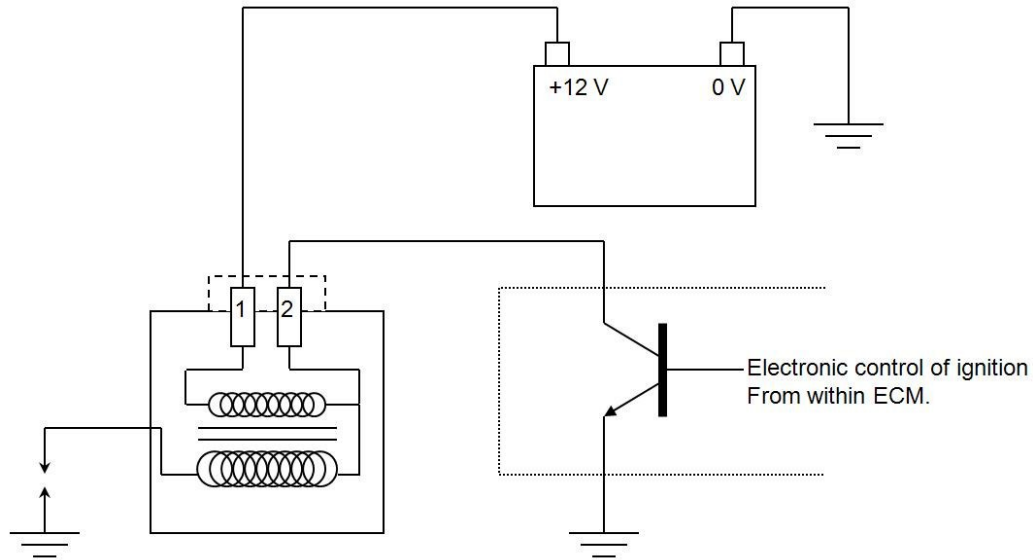 +12 V
0 V
1
2
Electronic control of ignition
From within ECM.